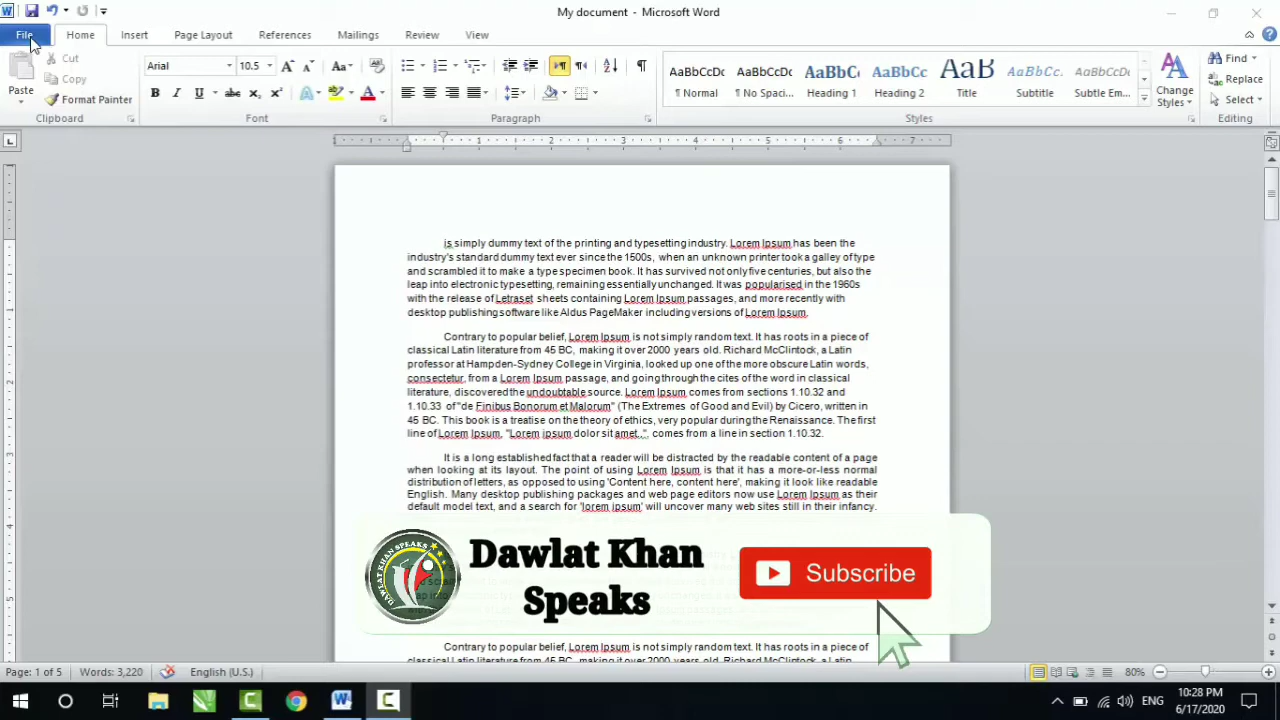 My document - Microsoft Word
File Home Insert Page Layout References Mailings Review View
Cut
Copy
Format Painter
Paste
Clipboard
Arial 10.5
Font
Paragraph
AaBbCcDc AaBbCcDc AaBbC AaBbCc AaB AaBbCc. AaBbCcDc
¶ Normal ¶ No Spaci... Heading 1 Heading 2 Title Subtitle Subtle Em...
Change
Styles
Styles
Find
Replace
Select
Editing
is simply dummy text of the printing and typesetting industry. Lorem Ipsum has been the
industry's standard dummy text ever since the 1500s, when an unknown printer took a galley of type
and scrambled it to make a type specimen book. It has survived not only five centuries, but also the
leap into electronic typesetting, remaining essentially unchanged. It was popularised in the 1960s
with the release of Letraset sheets containing Lorem Ipsum passages, and more recently with
desktop publishing software like Aldus PageMaker including versions of Lorem Ipsum.
Contrary to popular belief, Lorem Ipsum is not simply random text. It has roots in a piece of
classical Latin literature from 45 BC, making it over 2000 years old. Richard McClintock, a Latin
professor at Hampden-Sydney College in Virginia, looked up one of the more obscure Latin words,
consectetur, from a Lorem Ipsum passage, and going through the cites of the word in classical
literature, discovered the undoubtable source. Lorem Ipsum comes from sections 1.10.32 and
1.10.33 of "de Finibus Bonorum et Malorum" (The Extremes of Good and Evil) by Cicero, written in
45 BC. This book is a treatise on the theory of ethics, very popular during the Renaissance. The first
line of Lorem Ipsum, "Lorem ipsum dolor sit amet..", comes from a line in section 1.10.32.
It is a long established fact that a reader will be distracted by the readable content of a page
when looking at its layout. The point of using Lorem Ipsum is that it has a more-or-less normal
distribution of letters, as opposed to using 'Content here, content here', making it look like readable
English. Many desktop publishing packages and web page editors now use Lorem Ipsum as their
default model text, and a search for 'lorem ipsum' will uncover many web sites still in their infancy.
DAWLAT KHAN SPEAKS
Dawlat Khan
Speaks
Subscribe
Contrary to popular belief, Lorem Ipsum is not simply random text. It has roots in a piece of
classical Latin literature from 45 BC, making it over 2000 years old. Richard McClintock, a Latin
Page: 1 of 5 Words: 3,220 English (U.S.) 80%
ENG
10:28 PM
6/17/2020